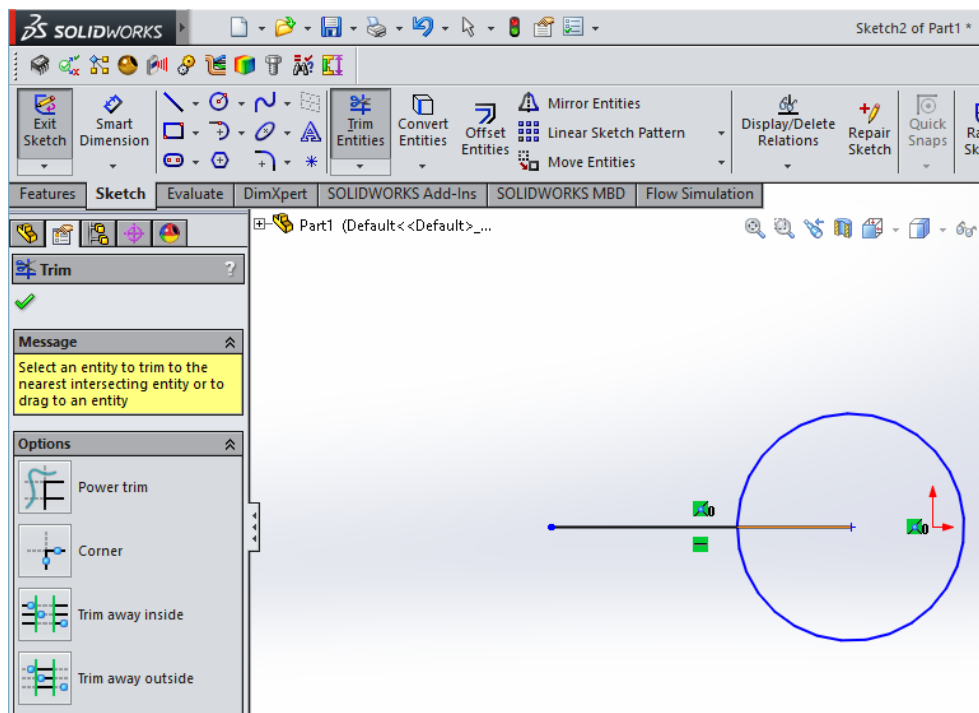 SOLIDWORKS
Sketch2 of Part1 *
Exit Sketch
Smart Dimension
Trim Entities
Convert Entities
Offset Entities
Mirror Entities
Linear Sketch Pattern
Move Entities
Display/Delete Relations
Repair Sketch
Quick Snaps
Features
Sketch
Evaluate
DimXpert
SOLIDWORKS Add-Ins
SOLIDWORKS MBD
Flow Simulation
Part1 (Default<<Default>_...
Trim
?
Message
Select an entity to trim to the
nearest intersecting entity or to
drag to an entity
Options
Power trim
Corner
Trim away inside
Trim away outside
0
0